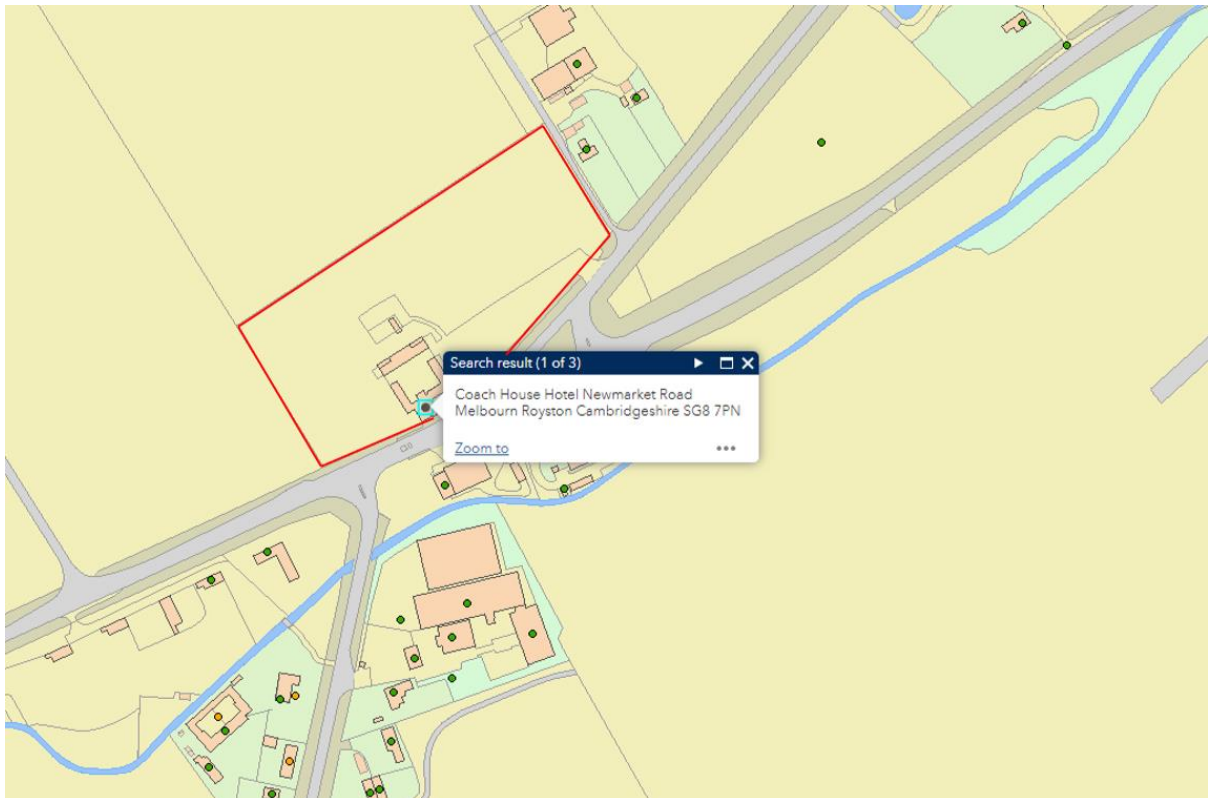 Search result (1 of 3)
Coach House Hotel Newmarket Road
Melbourn Royston Cambridgeshire SG8 7PN
Zoom to